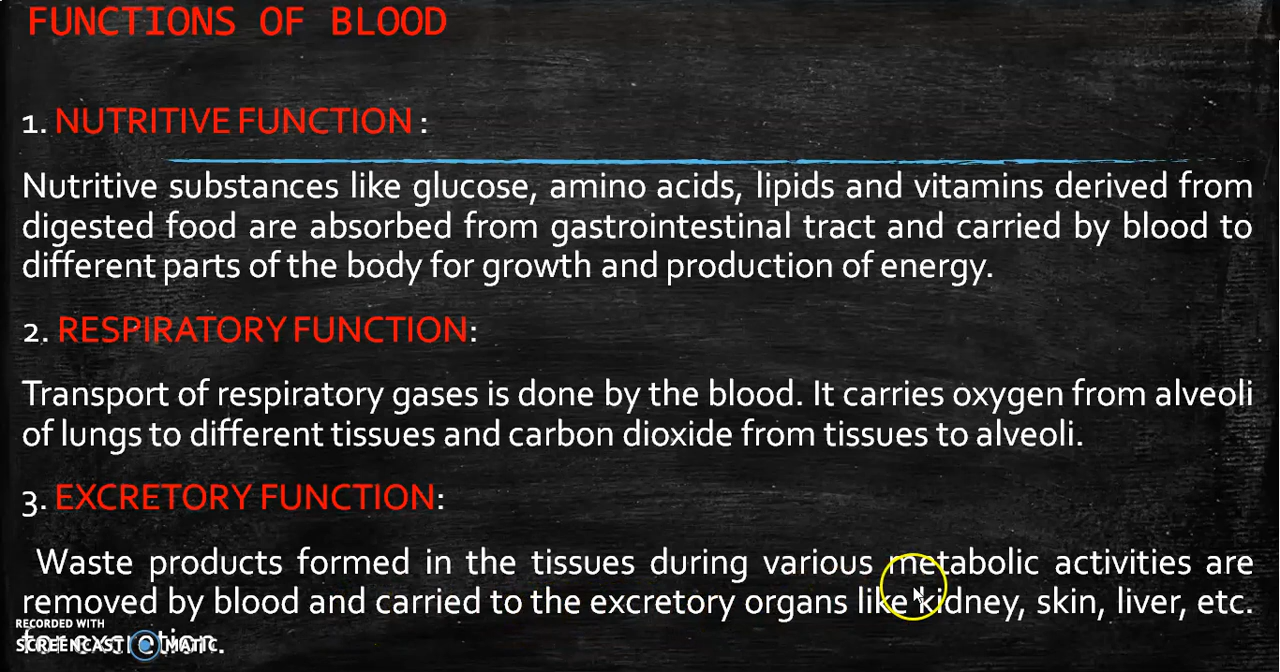 FUNCTIONS OF BLOOD
1. NUTRITIVE FUNCTION :
Nutritive substances like glucose, amino acids, lipids and vitamins derived from
digested food are absorbed from gastrointestinal tract and carried by blood to
different parts of the body for growth and production of energy.
2. RESPIRATORY FUNCTION:
Transport of respiratory gases is done by the blood. It carries oxygen from alveoli
of lungs to different tissues and carbon dioxide from tissues to alveoli.
3. EXCRETORY FUNCTION:
Waste products formed in the tissues during various metabolic activities are
removed by blood and carried to the excretory organs like kidney, skin, liver, etc.
for excretion.
RECORDED WITH
SCREENCAST MATIC